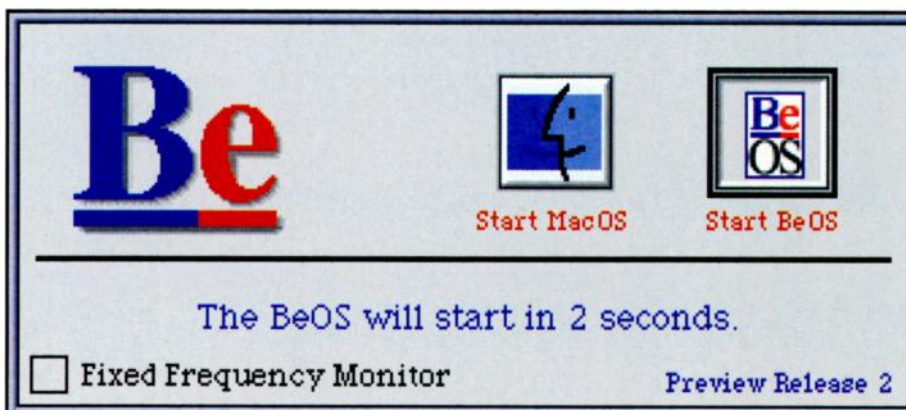 Be
Be
OS
Start MacOS
Start BeOS
The BeOS will start in 2 seconds.
Fixed Frequency Monitor
Preview Release 2